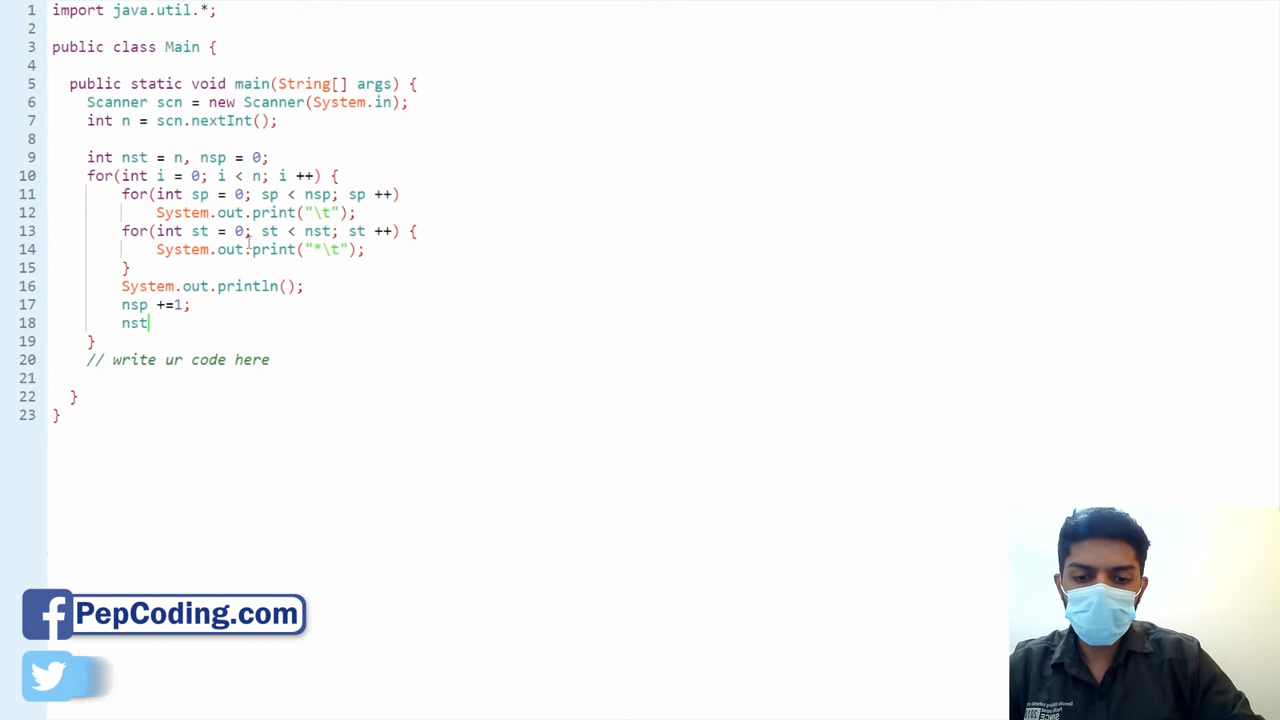 1 import java.util.*;
2
3 public class Main {
4
5 public static void main(String[] args) {
6 Scanner scn = new Scanner(System.in);
7 int n = scn.nextInt();
8
9 int nst = n, nsp = 0;
10 for(int i = 0; i < n; i ++) {
11 for(int sp = 0; sp < nsp; sp ++)
12 System.out.print("\t");
13 for(int st = 0; st < nst; st ++) {
14 System.out.print("*\t");
15 }
16 System.out.println();
17 nsp +=1;
18 nst
19 }
20 // write ur code here
21
22 }
23 }
PepCoding.com
SINCE